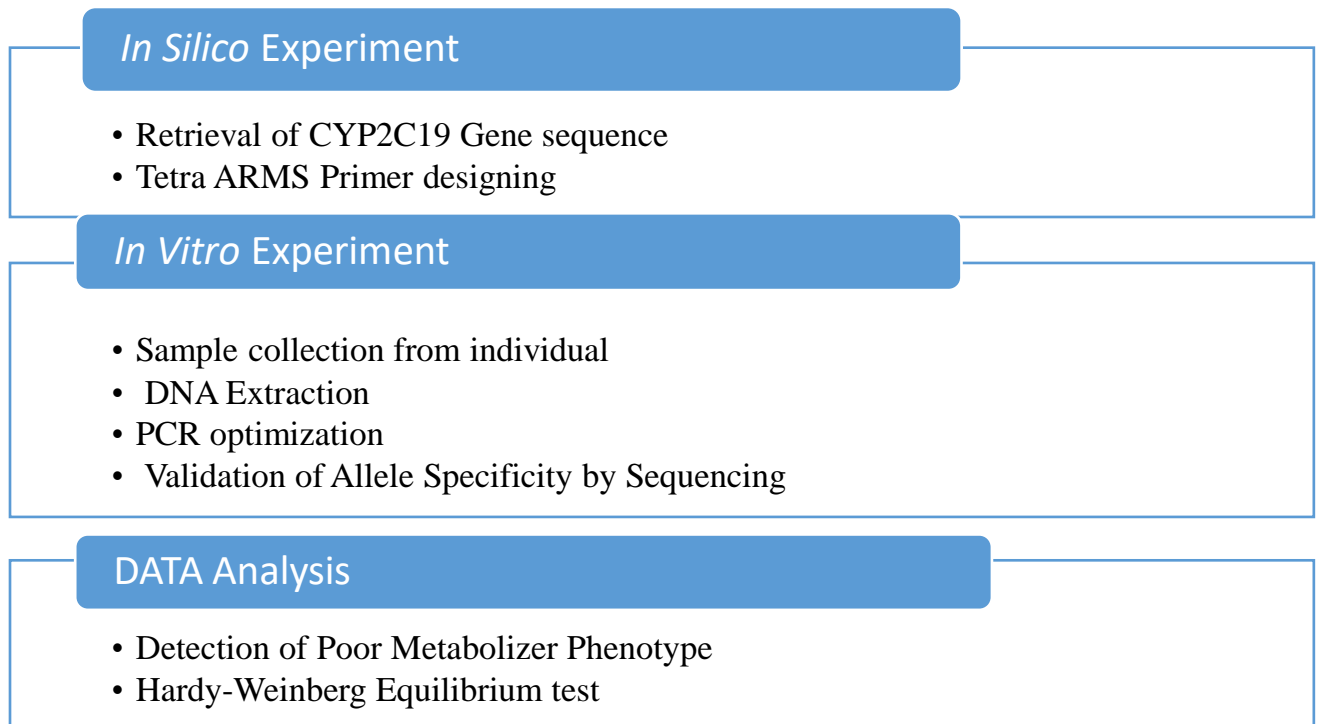 In Silico Experiment
• Retrieval of CYP2C19 Gene sequence
• Tetra ARMS Primer designing
In Vitro Experiment
• Sample collection from individual
• DNA Extraction
• PCR optimization
• Validation of Allele Specificity by Sequencing
DATA Analysis
• Detection of Poor Metabolizer Phenotype
• Hardy-Weinberg Equilibrium test